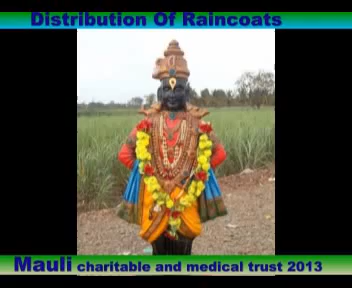 Distribution Of Raincoats
Mauli charitable and medical trust 2013